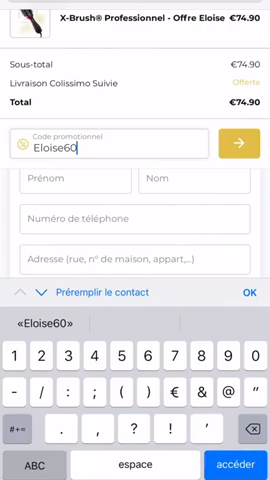 X-Brush® Professionnel - Offre Eloise €74.90
Sous-total €74.90
Livraison Colissimo Suivie Offerte
Total €74.90
Code promotionnel
Eloise60
Prénom Nom
Numéro de téléphone
Adresse (rue, n° de maison, appart,...)
Préremplir le contact OK
«Eloise60»
1 2 3 4 5 6 7 8 9 0
- / : ; ( ) € & @ "
#+= . , ? ! '
ABC espace accéder